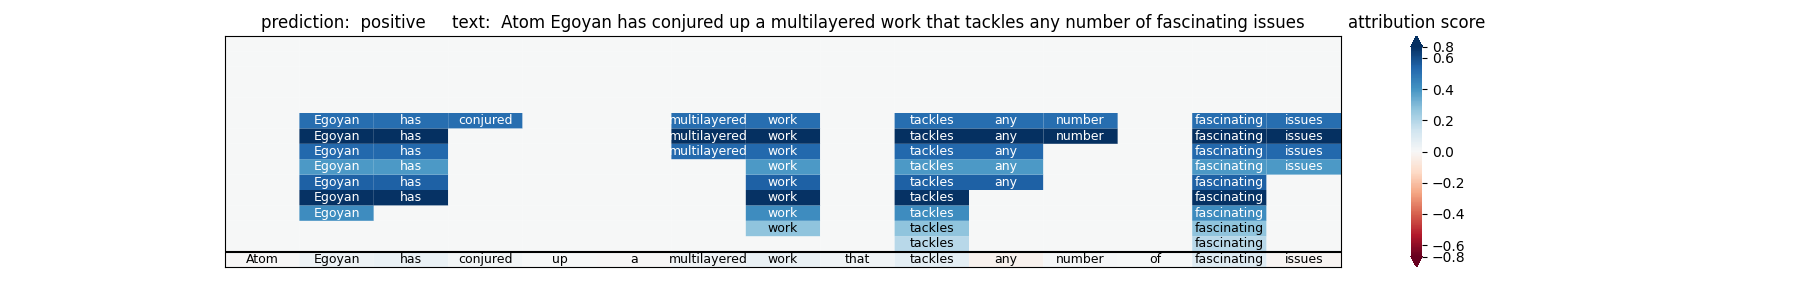 prediction: positive text: Atom Egoyan has conjured up a multilayered work that tackles any number of fascinating issues attribution score
Egoyan has conjured multilayered work tackles any number fascinating issues
Egoyan has multilayered work tackles any number fascinating issues
Egoyan has multilayered work tackles any fascinating issues
Egoyan has work tackles any fascinating issues
Egoyan has work tackles any fascinating
Egoyan has work tackles fascinating
Egoyan work tackles fascinating
work tackles fascinating
tackles fascinating
Atom Egoyan has conjured up a multilayered work that tackles any number of fascinating issues
0.8
0.6
0.4
0.2
0.0
−0.2
−0.4
−0.6
−0.8